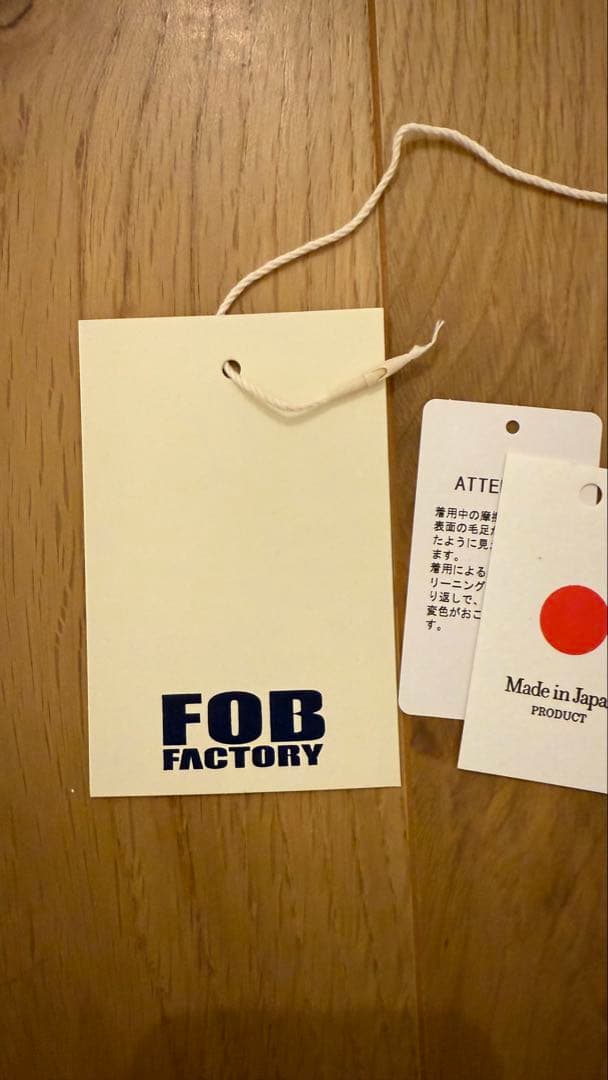 FOB
FACTORY
ATTE
着用中の摩
表面の毛足
たように見
ます。
着用による
リーニング
り返しで、
変色がおこ
す。
Made in Japa
PRODUCT